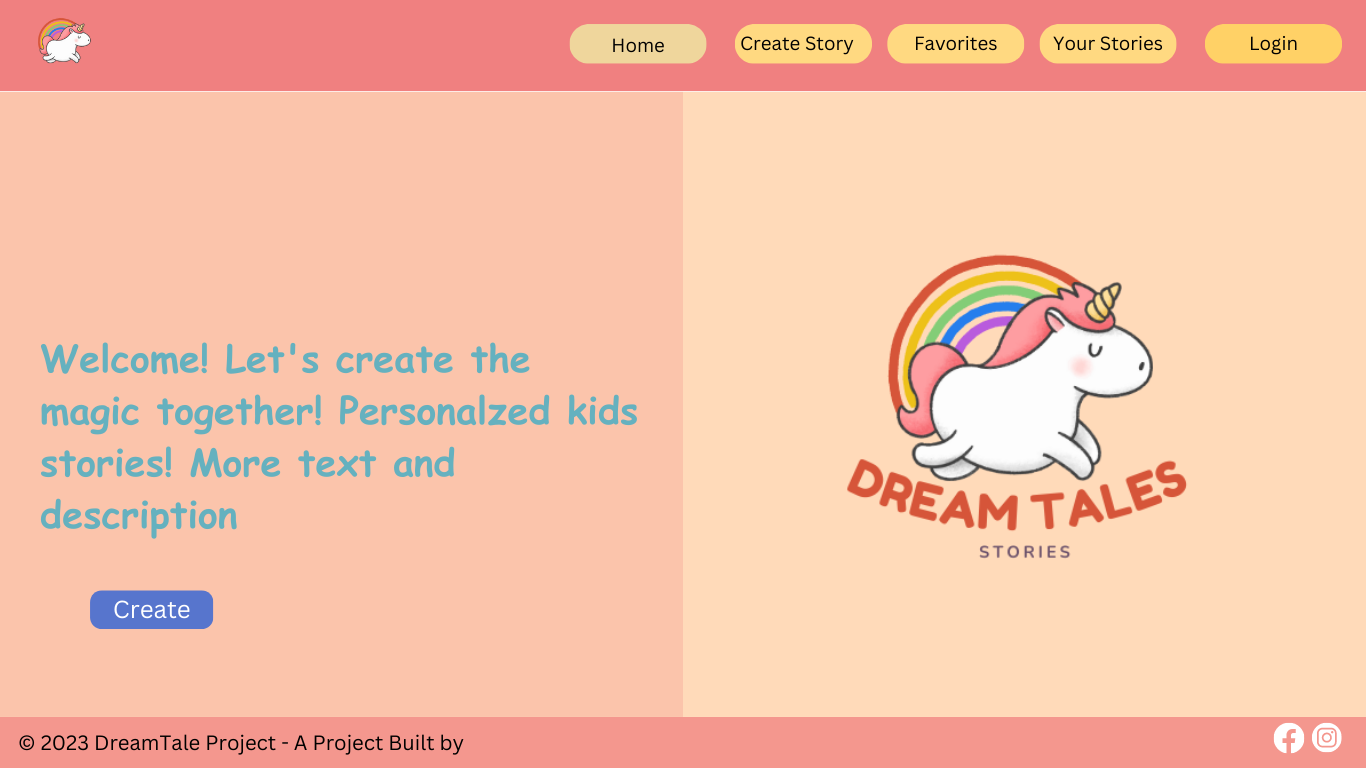 Home
Create Story
Favorites
Your Stories
Login
Welcome! Let's create the
magic together! Personalzed kids
stories! More text and
description
Create
DREAM TALES
STORIES
© 2023 DreamTale Project - A Project Built by